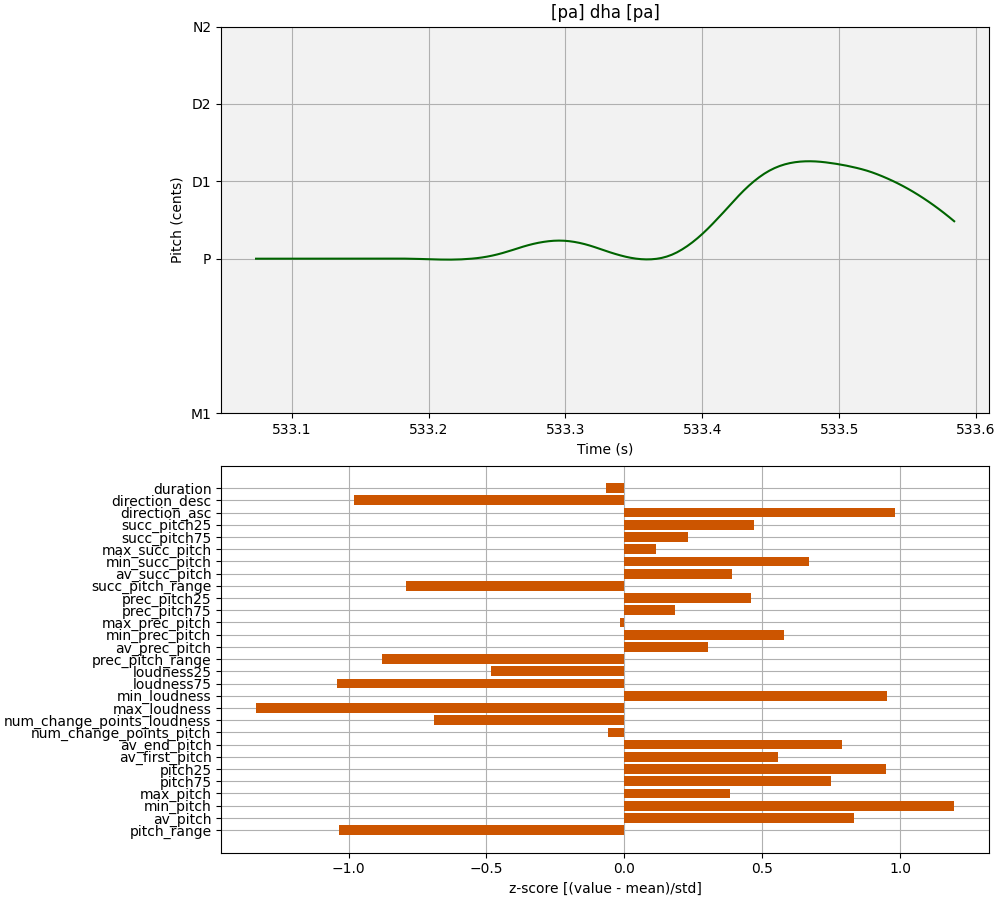 [pa] dha [pa]
N2
D2
D1
P
M1
Pitch (cents)
533.1 533.2 533.3 533.4 533.5 533.6
Time (s)
duration
direction_desc
direction_asc
succ_pitch25
succ_pitch75
max_succ_pitch
min_succ_pitch
av_succ_pitch
succ_pitch_range
prec_pitch25
prec_pitch75
max_prec_pitch
min_prec_pitch
av_prec_pitch
prec_pitch_range
loudness25
loudness75
min_loudness
max_loudness
num_change_points_loudness
num_change_points_pitch
av_end_pitch
av_first_pitch
pitch25
pitch75
max_pitch
min_pitch
av_pitch
pitch_range
−1.0 −0.5 0.0 0.5 1.0
z-score [(value - mean)/std]